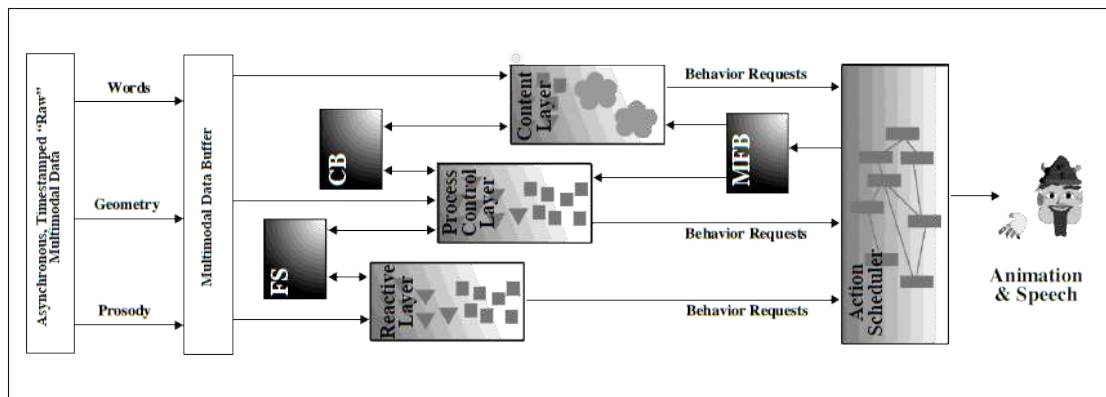 Asynchronous, Timestamped “Raw”
Multimodal Data
Words
Geometry
Prosody
Multimodal Data Buffer
CB
FS
Content
Layer
Process
Control
Layer
Reactive
Layer
Behavior Requests
MFB
Behavior Requests
Behavior Requests
Action
Scheduler
Animation
& Speech